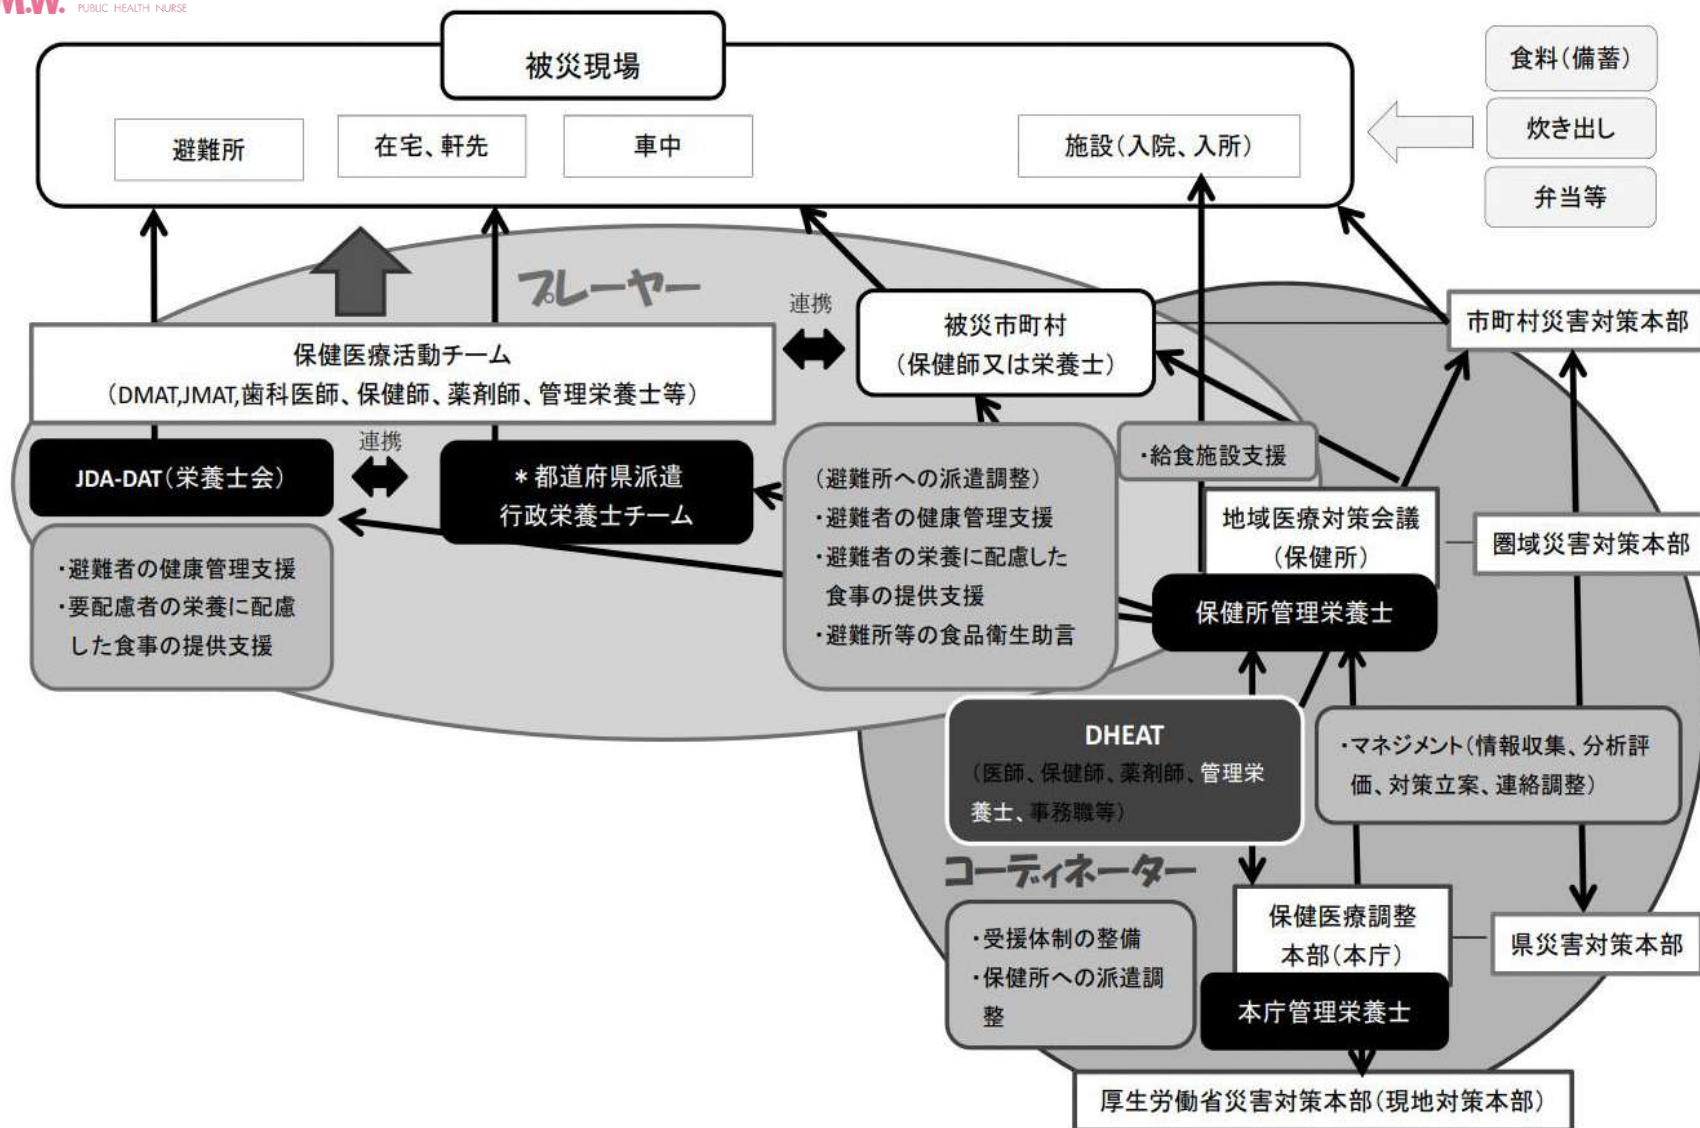 M.W. PUBLIC HEALTH NURSE
被災現場
避難所
在宅、軒先
車中
施設(入院、入所)
食料(備蓄)
炊き出し
弁当等
プレーヤー
連携
保健医療活動チーム
(DMAT,JMAT,歯科医師、保健師、薬剤師、管理栄養士等)
被災市町村
(保健師又は栄養士)
市町村災害対策本部
JDA-DAT(栄養士会)
連携
*都道府県派遣
行政栄養士チーム
・避難者の健康管理支援
・要配慮者の栄養に配慮
した食事の提供支援
(避難所への派遣調整)
・避難者の健康管理支援
・避難者の栄養に配慮した
食事の提供支援
・避難所等の食品衛生助言
・給食施設支援
地域医療対策会議
(保健所)
圏域災害対策本部
保健所管理栄養士
DHEAT
(医師、保健師、薬剤師、管理栄
養士、事務職等)
・マネジメント(情報収集、分析評
価、対策立案、連絡調整)
コーディネーター
・受援体制の整備
・保健所への派遣調
整
保健医療調整
本部(本庁)
県災害対策本部
本庁管理栄養士
厚生労働省災害対策本部(現地対策本部)